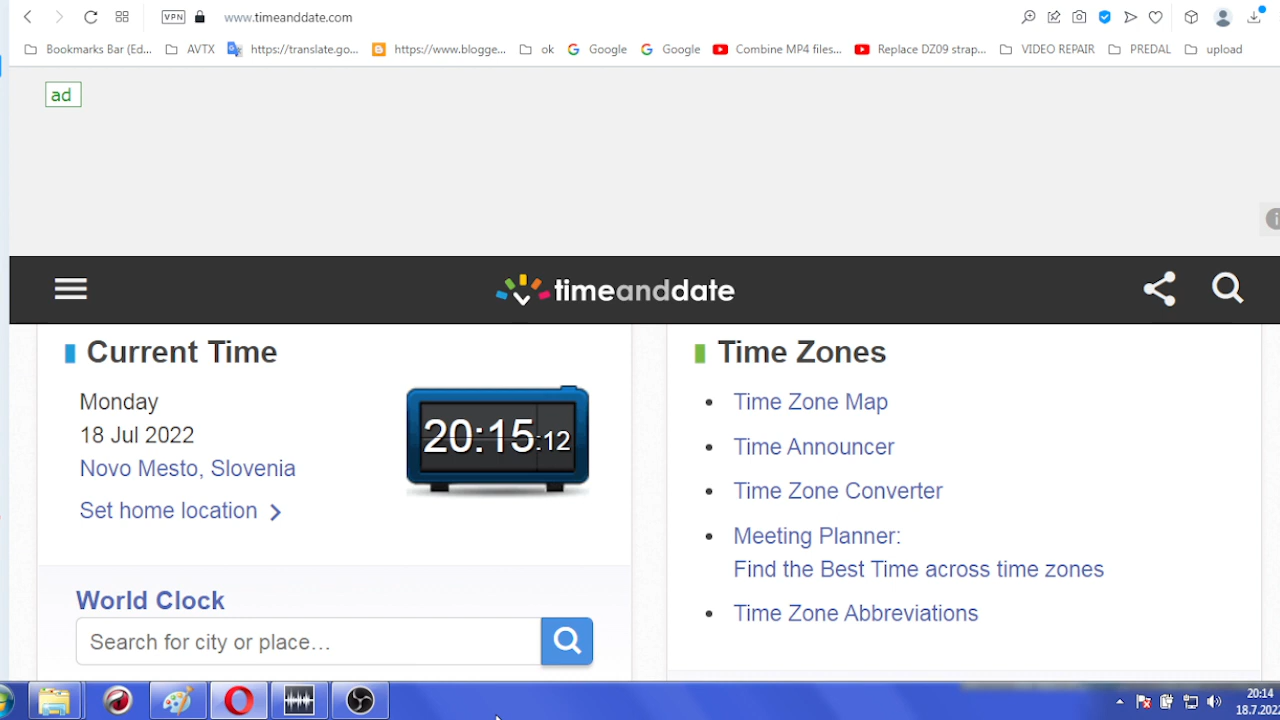 VPN www.timeanddate.com
Bookmarks Bar (Ed... AVTX https://translate.go... https://www.blogge... ok Google Google Combine MP4 files... Replace DZ09 strap... VIDEO REPAIR PREDAL upload
ad
timeanddate
Current Time
Monday
18 Jul 2022
Novo Mesto, Slovenia
Set home location
20:15:12
World Clock
Search for city or place...
Time Zones
Time Zone Map
Time Announcer
Time Zone Converter
Meeting Planner:
Find the Best Time across time zones
Time Zone Abbreviations
20:14
18.7.2022